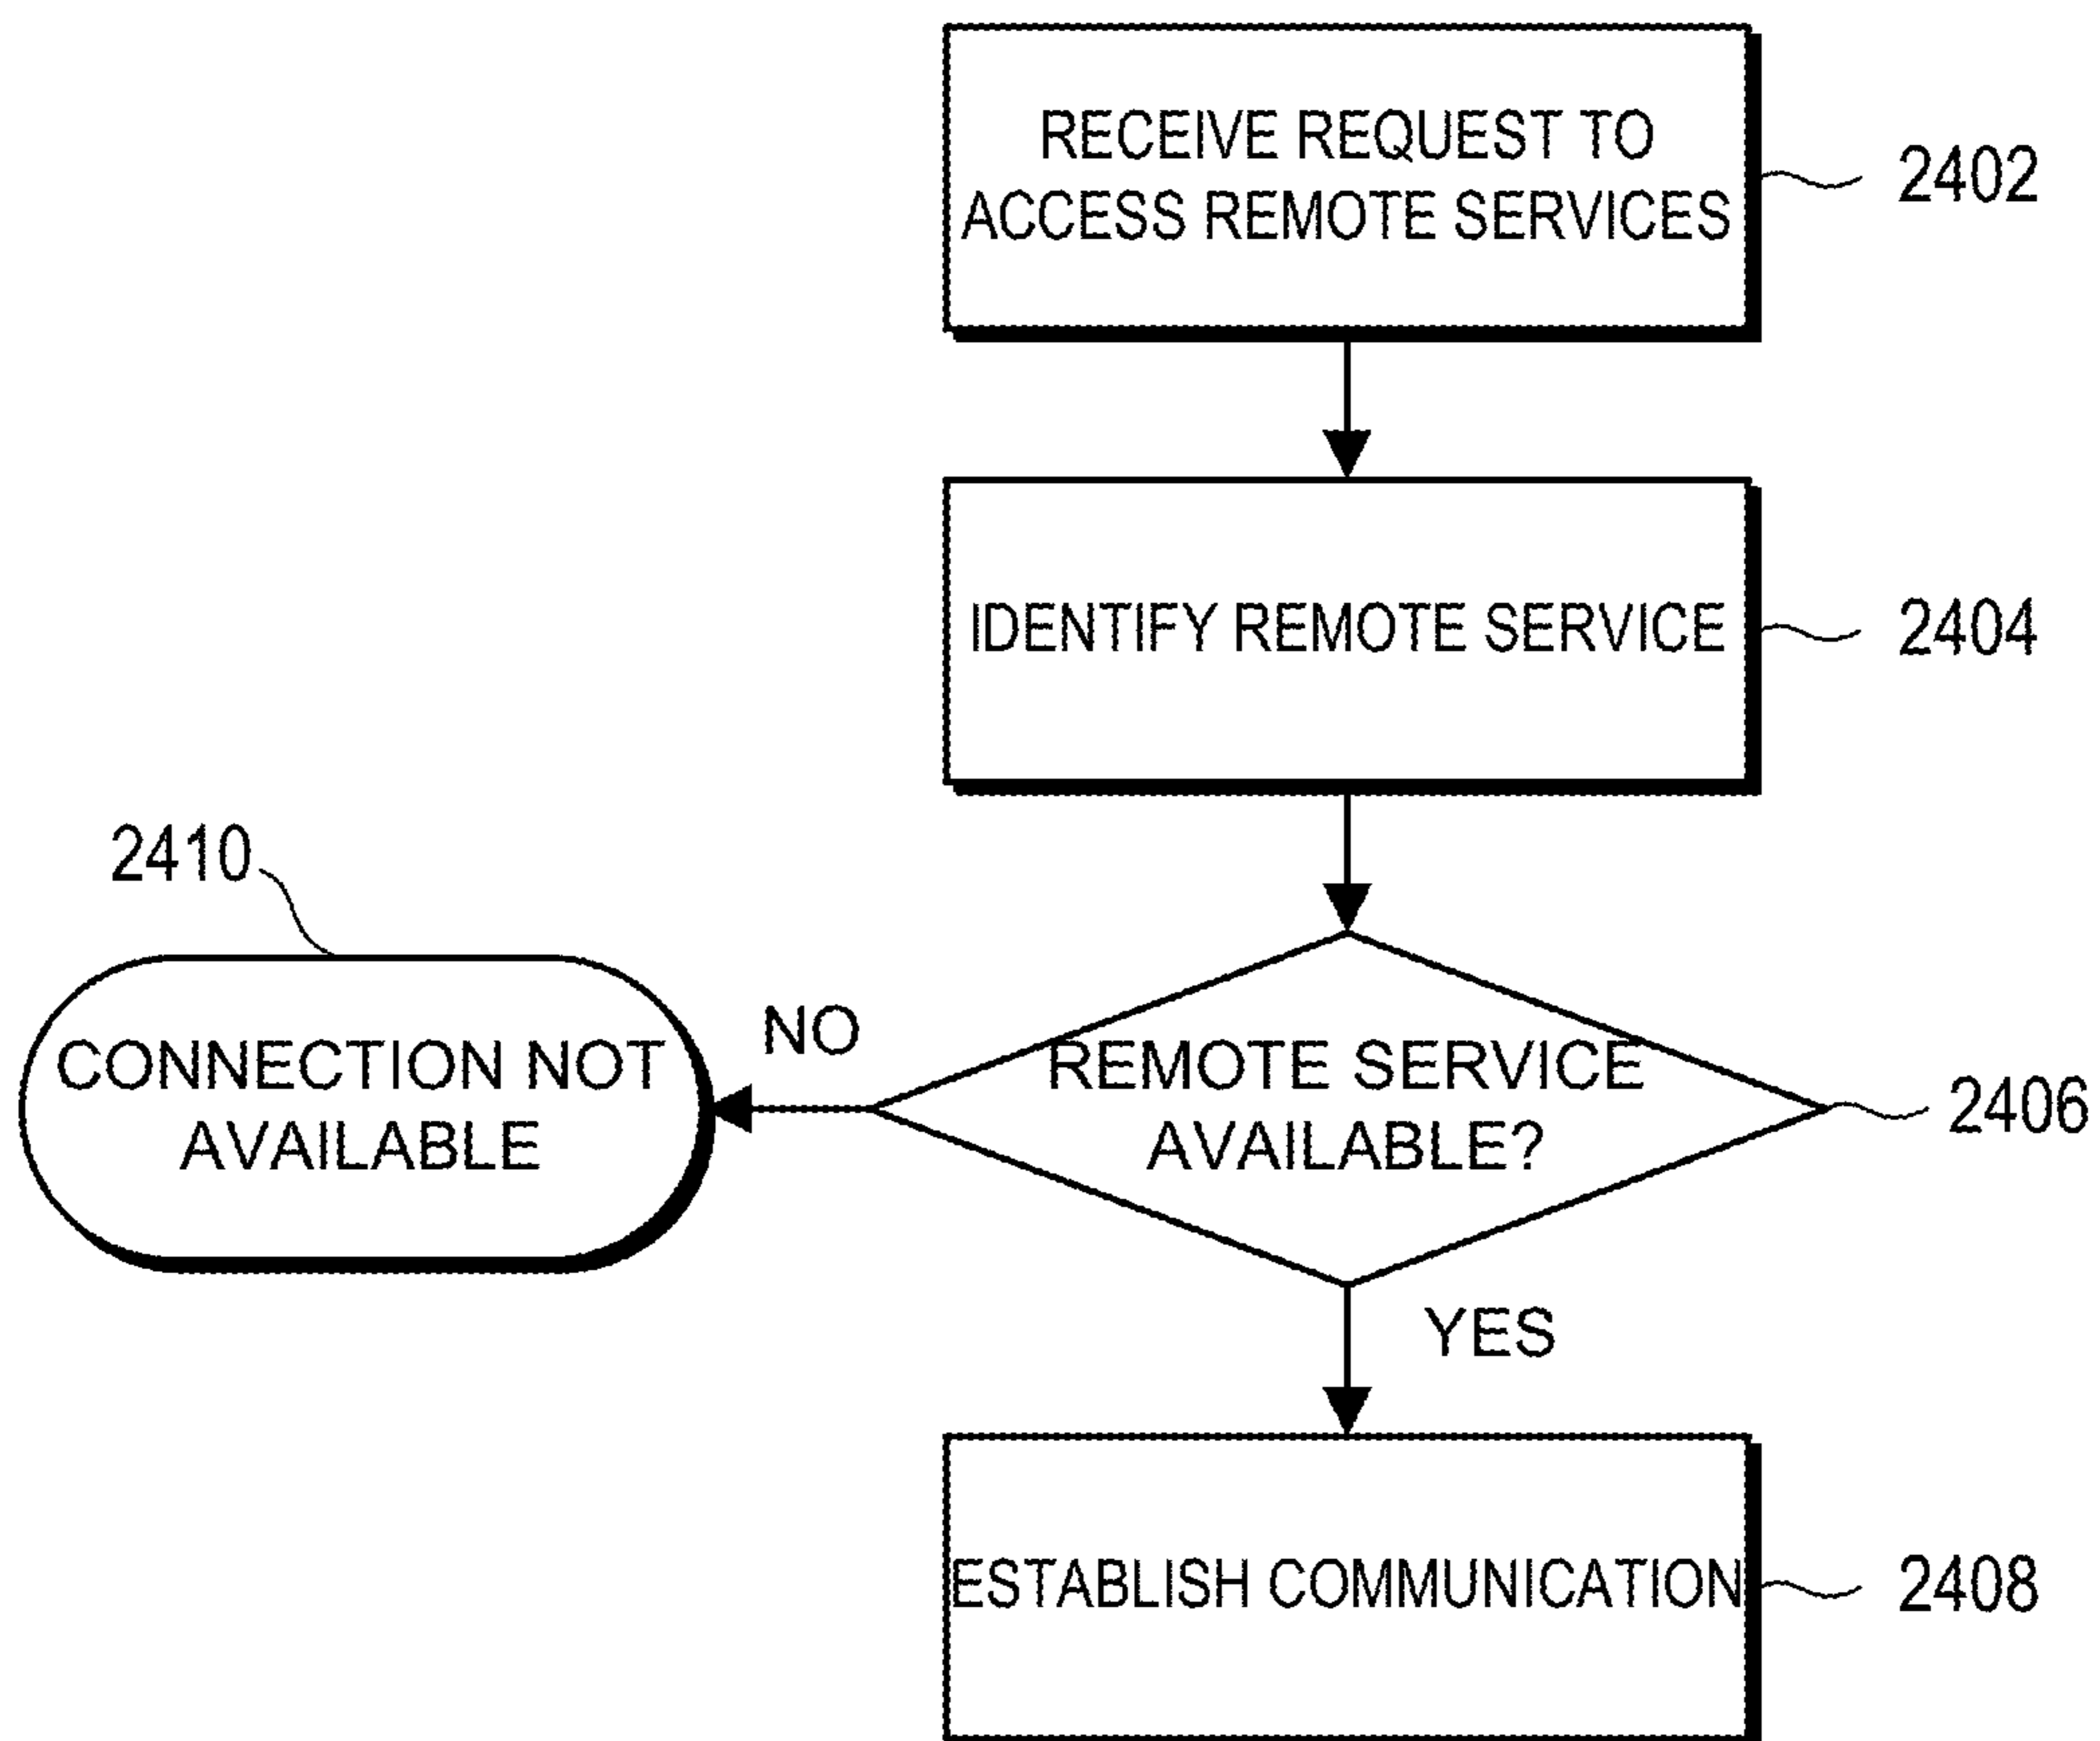 RECEIVE REQUEST TO
ACCESS REMOTE SERVICES
2402
IDENTIFY REMOTE SERVICE
2404
2410
CONNECTION NOT
AVAILABLE
NO
REMOTE SERVICE
AVAILABLE?
2406
YES
ESTABLISH COMMUNICATION
2408